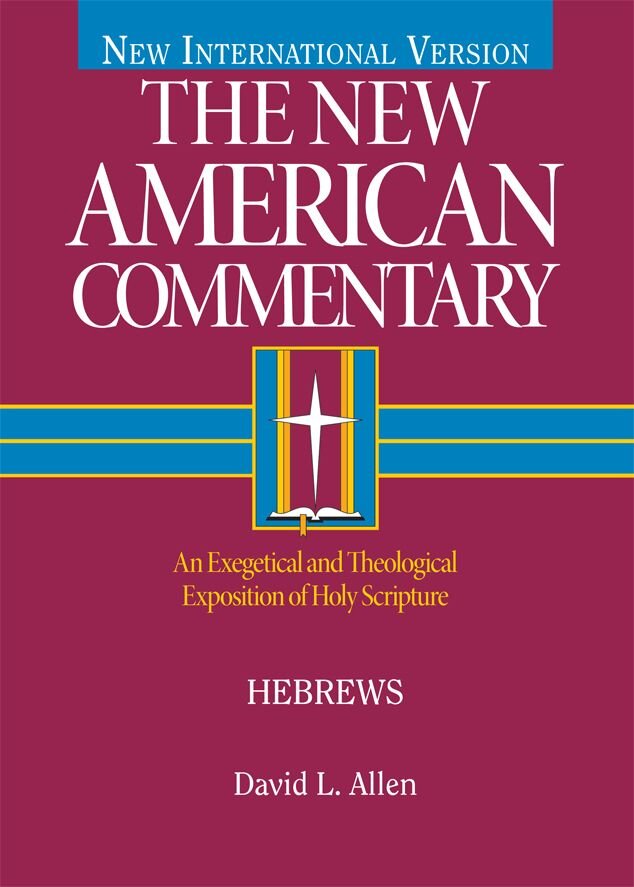 NEW INTERNATIONAL VERSION
THE NEW
AMERICAN
COMMENTARY
An Exegetical and Theological
Exposition of Holy Scripture
HEBREWS
David L. Allen